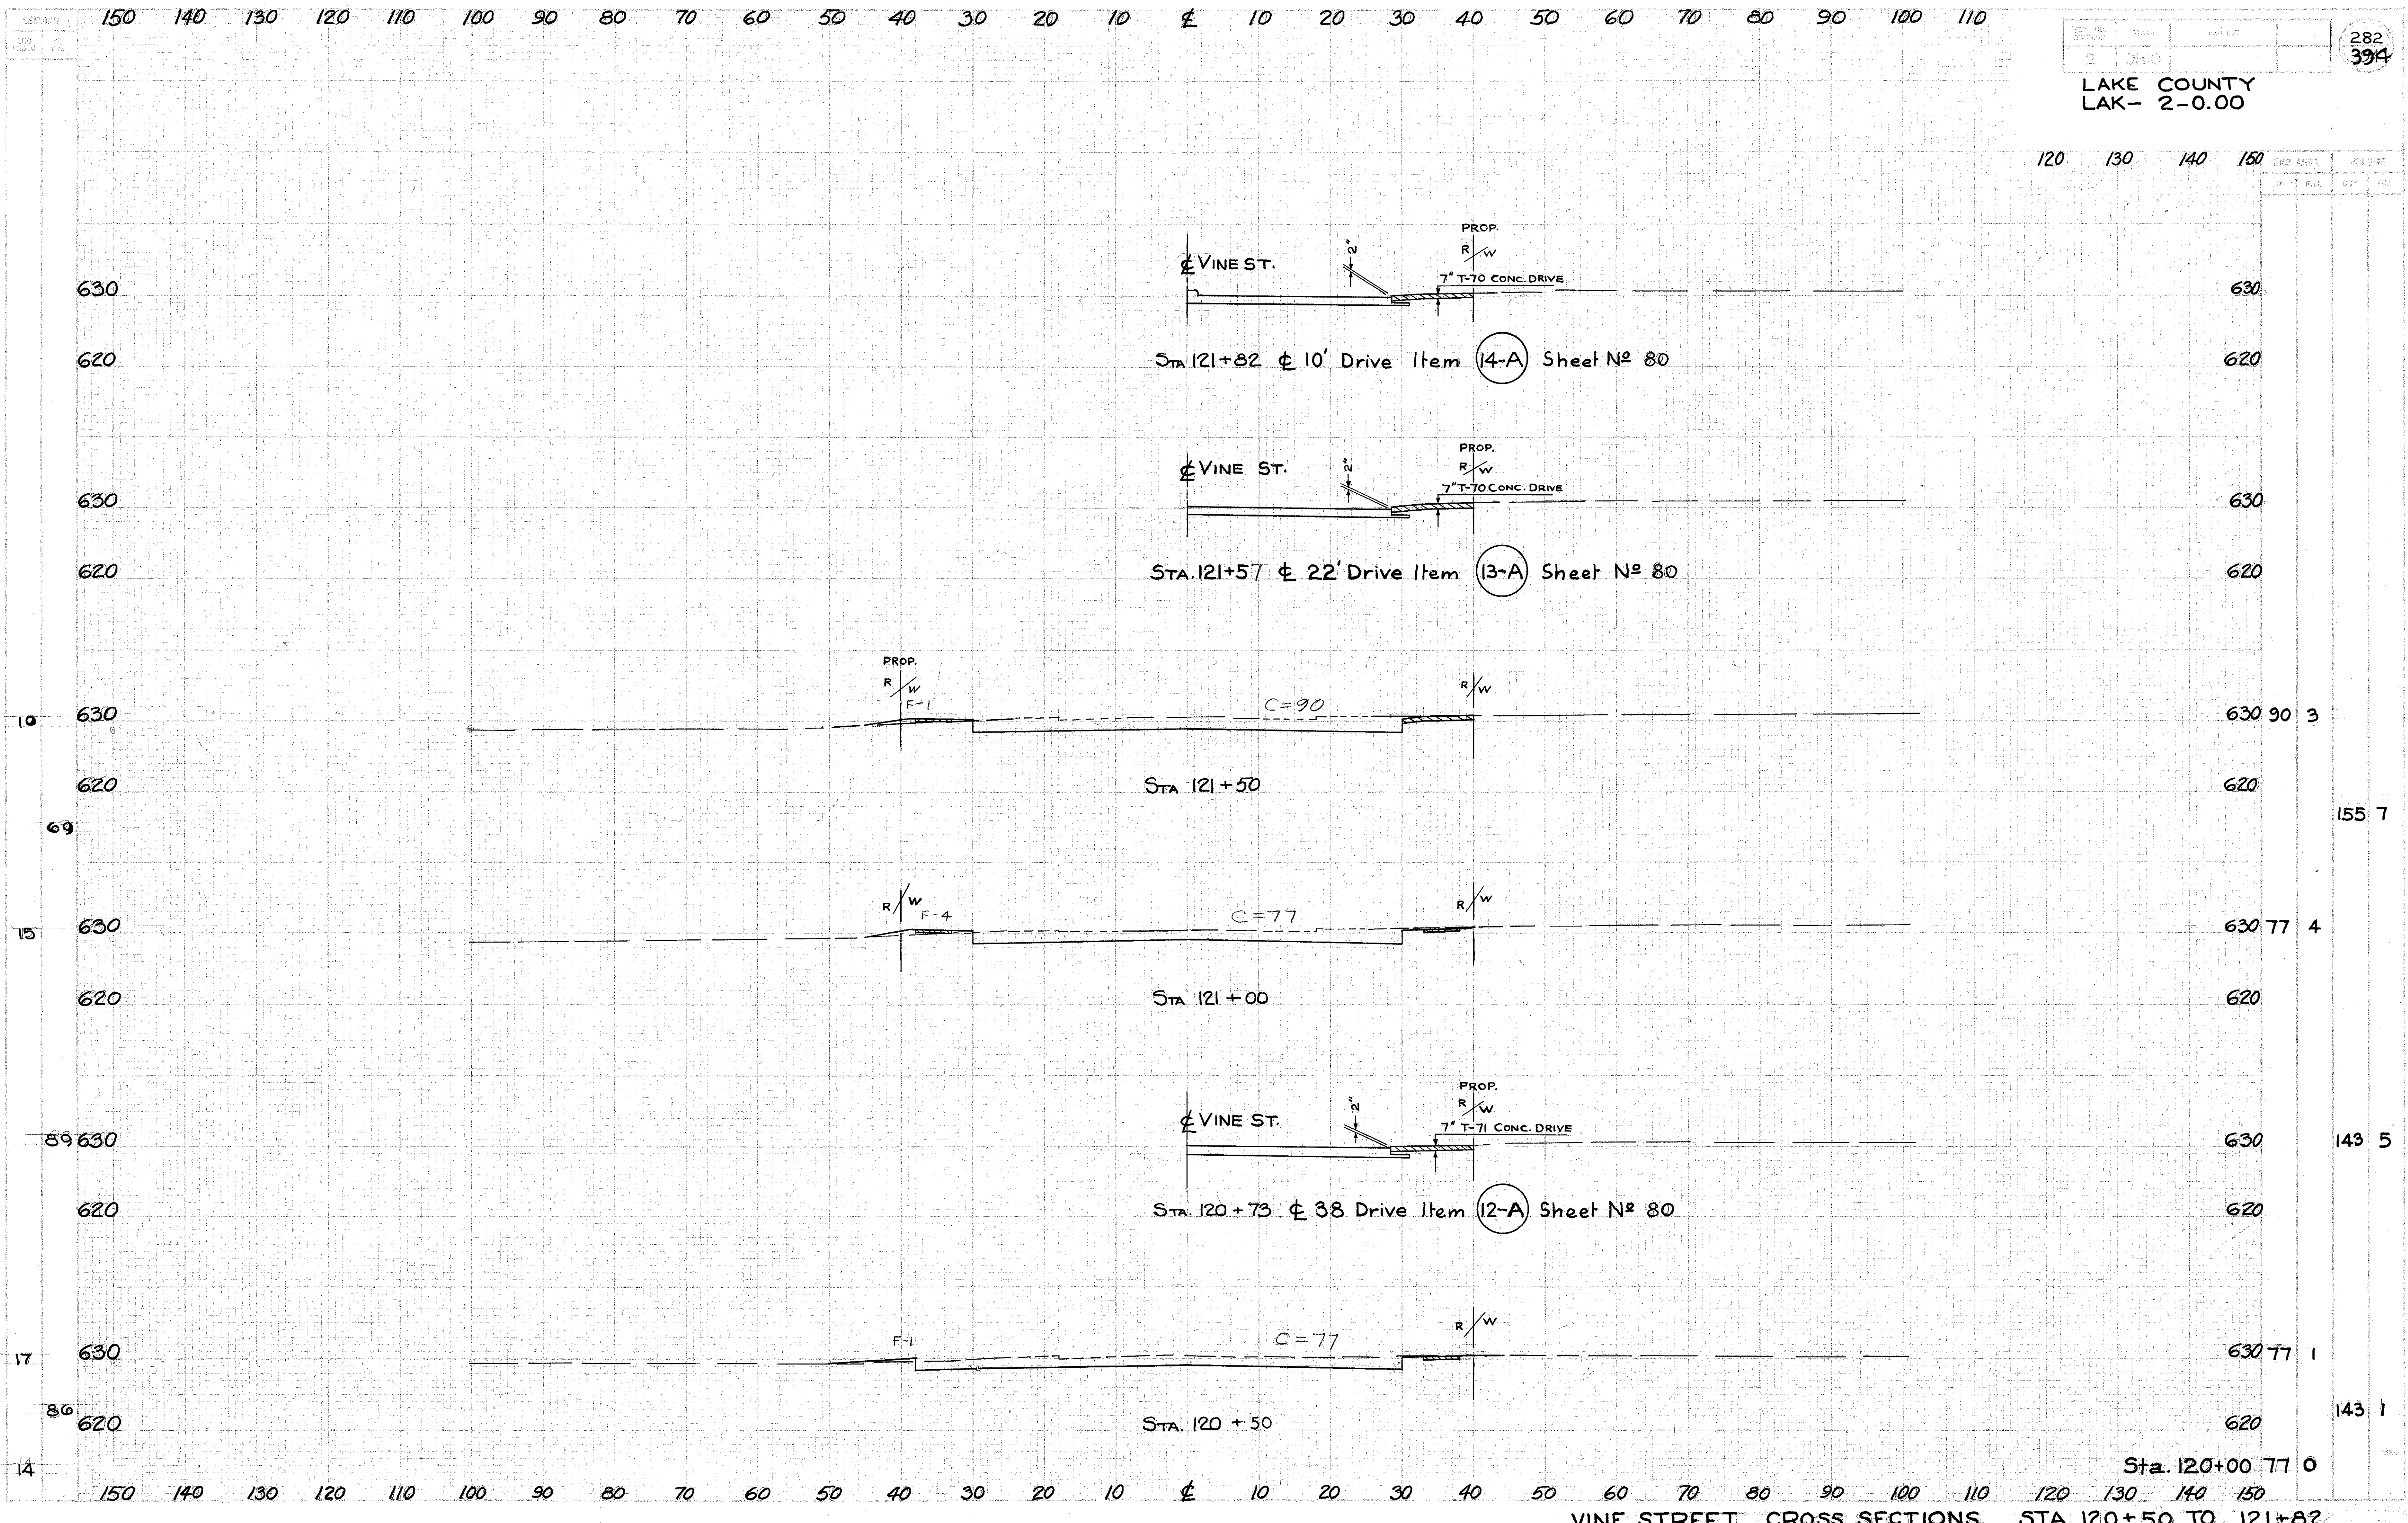 150 140 130 120 110 100 90 80 70 60 50 40 30 20 10 ℄ 10 20 30 40 50 60 70 80 90 100 110
282
394
LAKE COUNTY
LAK- 2-0.00
120 130 140 150
PROP.
R/W
2"
℄ VINE ST.
7" T-70 CONC. DRIVE
630 630
STA 121+82 ℄ 10' Drive Item 14-A Sheet Nº 80
620 620
PROP.
R/W
2"
℄ VINE ST.
7" T-70 CONC. DRIVE
630 630
STA. 121+57 ℄ 22' Drive Item 13-A Sheet Nº 80
620 620
PROP.
R/W R/W
F-1 C=90
10 630 630 90 3
620 STA 121+50 620
69 155 7
R/W R/W
F-4 C=77
15 630 630 77 4
620 STA 121+00 620
PROP.
R/W
2"
℄ VINE ST.
7" T-71 CONC. DRIVE
89 630 630 143 5
620 STA. 120+73 ℄ 38 Drive Item 12-A Sheet Nº 80 620
R/W
F-1 C=77
17 630 630 77 1
86 143 1
620 STA. 120+50 620
14 Sta. 120+00 77 0
150 140 130 120 110 100 90 80 70 60 50 40 30 20 10 ℄ 10 20 30 40 50 60 70 80 90 100 110 120 130 140 150
VINE STREET CROSS SECTIONS STA 120+50 TO 121+82